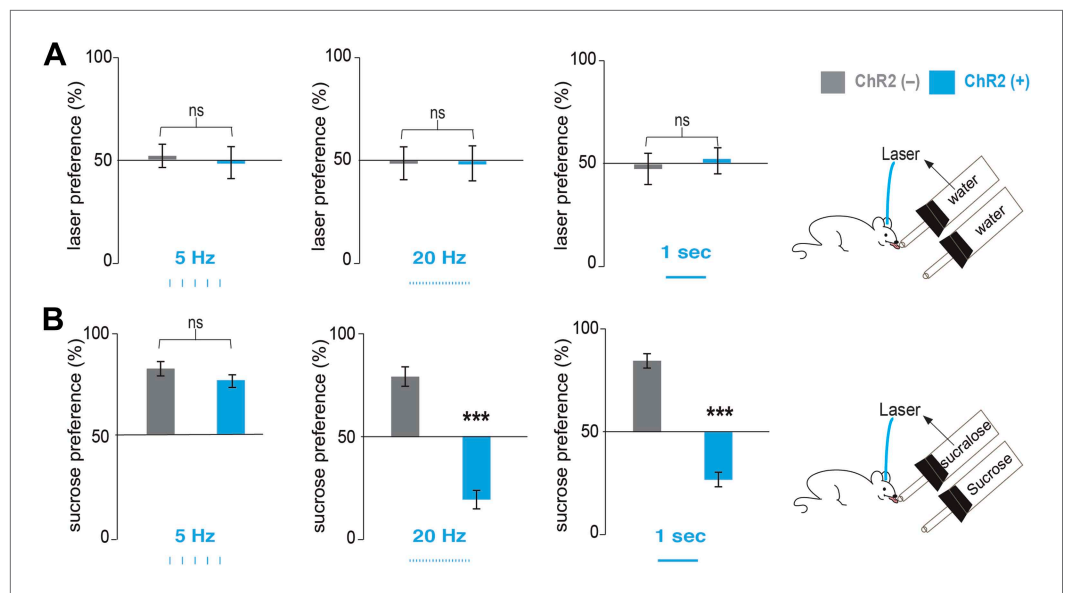 A
laser preference (%)
100
50
0
ns
5 Hz
laser preference (%)
100
50
0
ns
20 Hz
laser preference (%)
100
50
0
ns
1 sec
ChR2 (–)
ChR2 (+)
Laser
water
water
B
sucrose preference (%)
100
50
0
ns
5 Hz
sucrose preference (%)
100
50
0
***
20 Hz
sucrose preference (%)
100
50
0
***
1 sec
Laser
sucralose
Sucrose